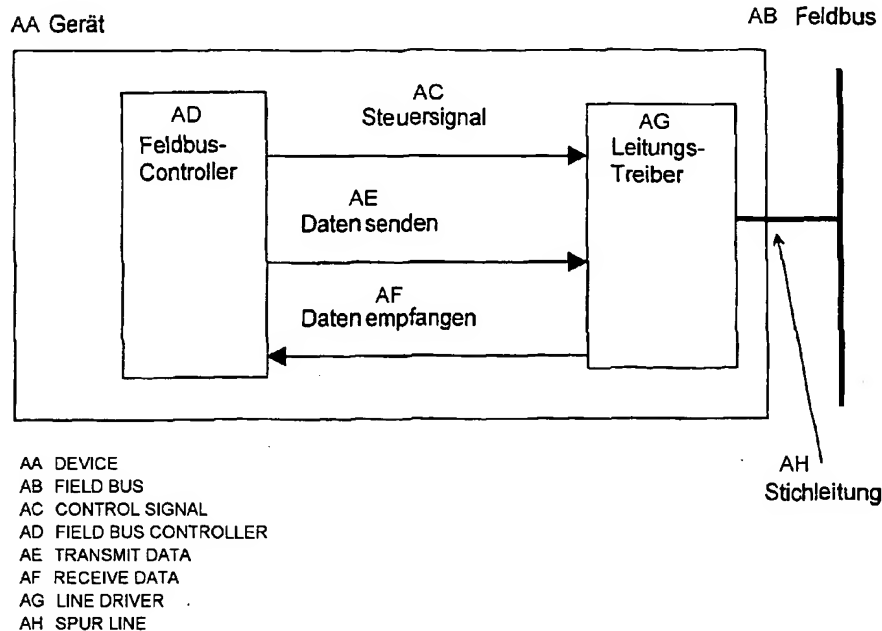 AA Gerät
AB Feldbus
AD
Feldbus-
Controller
AC
Steuersignal
AG
Leitungs-
Treiber
AE
Daten senden
AF
Daten empfangen
AH
Stichleitung
AA DEVICE
AB FIELD BUS
AC CONTROL SIGNAL
AD FIELD BUS CONTROLLER
AE TRANSMIT DATA
AF RECEIVE DATA
AG LINE DRIVER
AH SPUR LINE